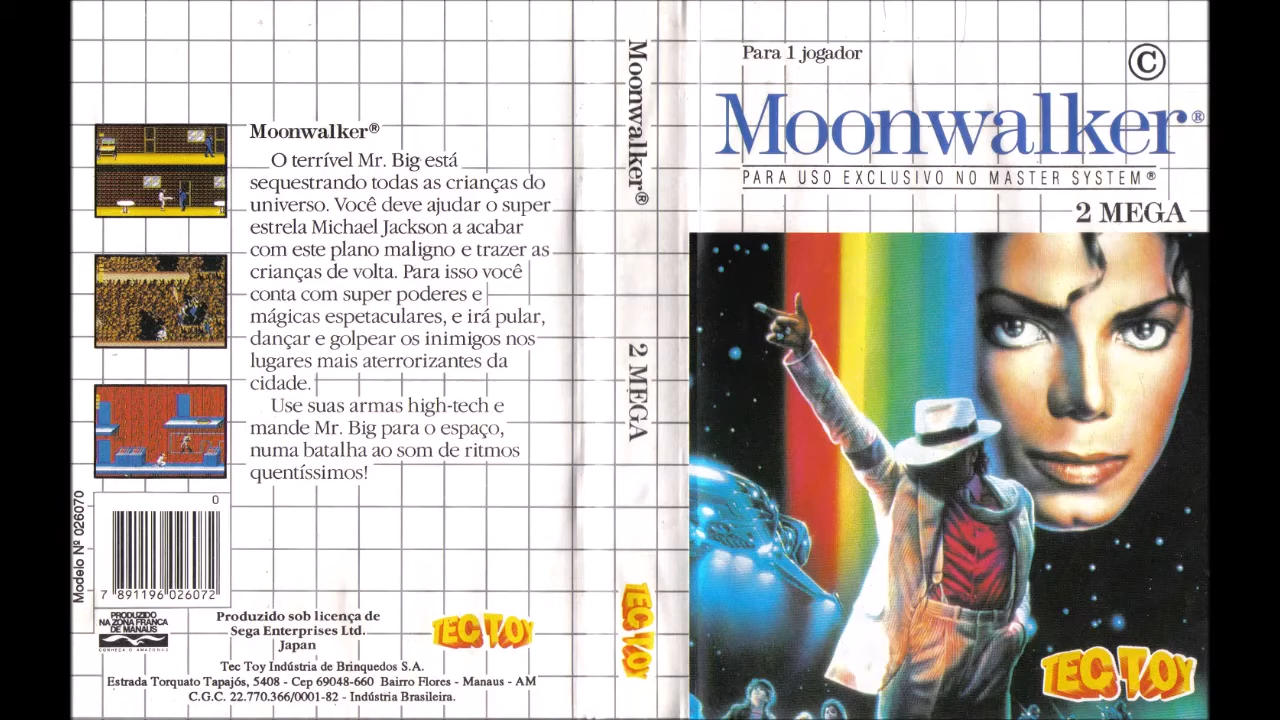 Moonwalker®
O terrível Mr. Big está
sequestrando todas as crianças do
universo. Você deve ajudar o super
estrela Michael Jackson a acabar
com este plano maligno e trazer as
crianças de volta. Para isso você
conta com super poderes e
mágicas espetaculares, e irá pular,
dançar e golpear os inimigos nos
lugares mais aterrorizantes da
cidade.
Use suas armas high-tech e
mande Mr. Big para o espaço,
numa batalha ao som de ritmos
quentíssimos!
Modelo Nº 026070
0
7 891196 026072
PRODUZIDO
NA ZONA FRANCA
DE MANAUS
CONHEÇA O AMAZONAS
Produzido sob licença de
Sega Enterprises Ltd.
Japan
TEC TOY
Tec Toy Indústria de Brinquedos S.A.
Estrada Torquato Tapajós, 5408 - Cep 69048-660 Bairro Flores - Manaus - AM
C.G.C. 22.770.366/0001-82 - Indústria Brasileira.
Moonwalker®
2 MEGA
TEC TOY
Para 1 jogador
©
Moonwalker®
PARA USO EXCLUSIVO NO MASTER SYSTEM®
2 MEGA
TEC TOY